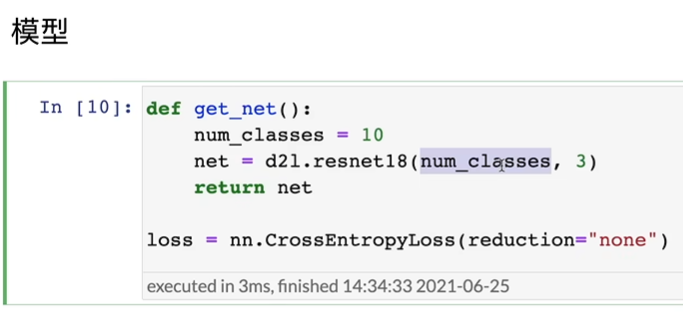 模型
In [10]: def get_net():
    num_classes = 10
    net = d2l.resnet18(num_classes, 3)
    return net
loss = nn.CrossEntropyLoss(reduction="none")
executed in 3ms, finished 14:34:33 2021-06-25